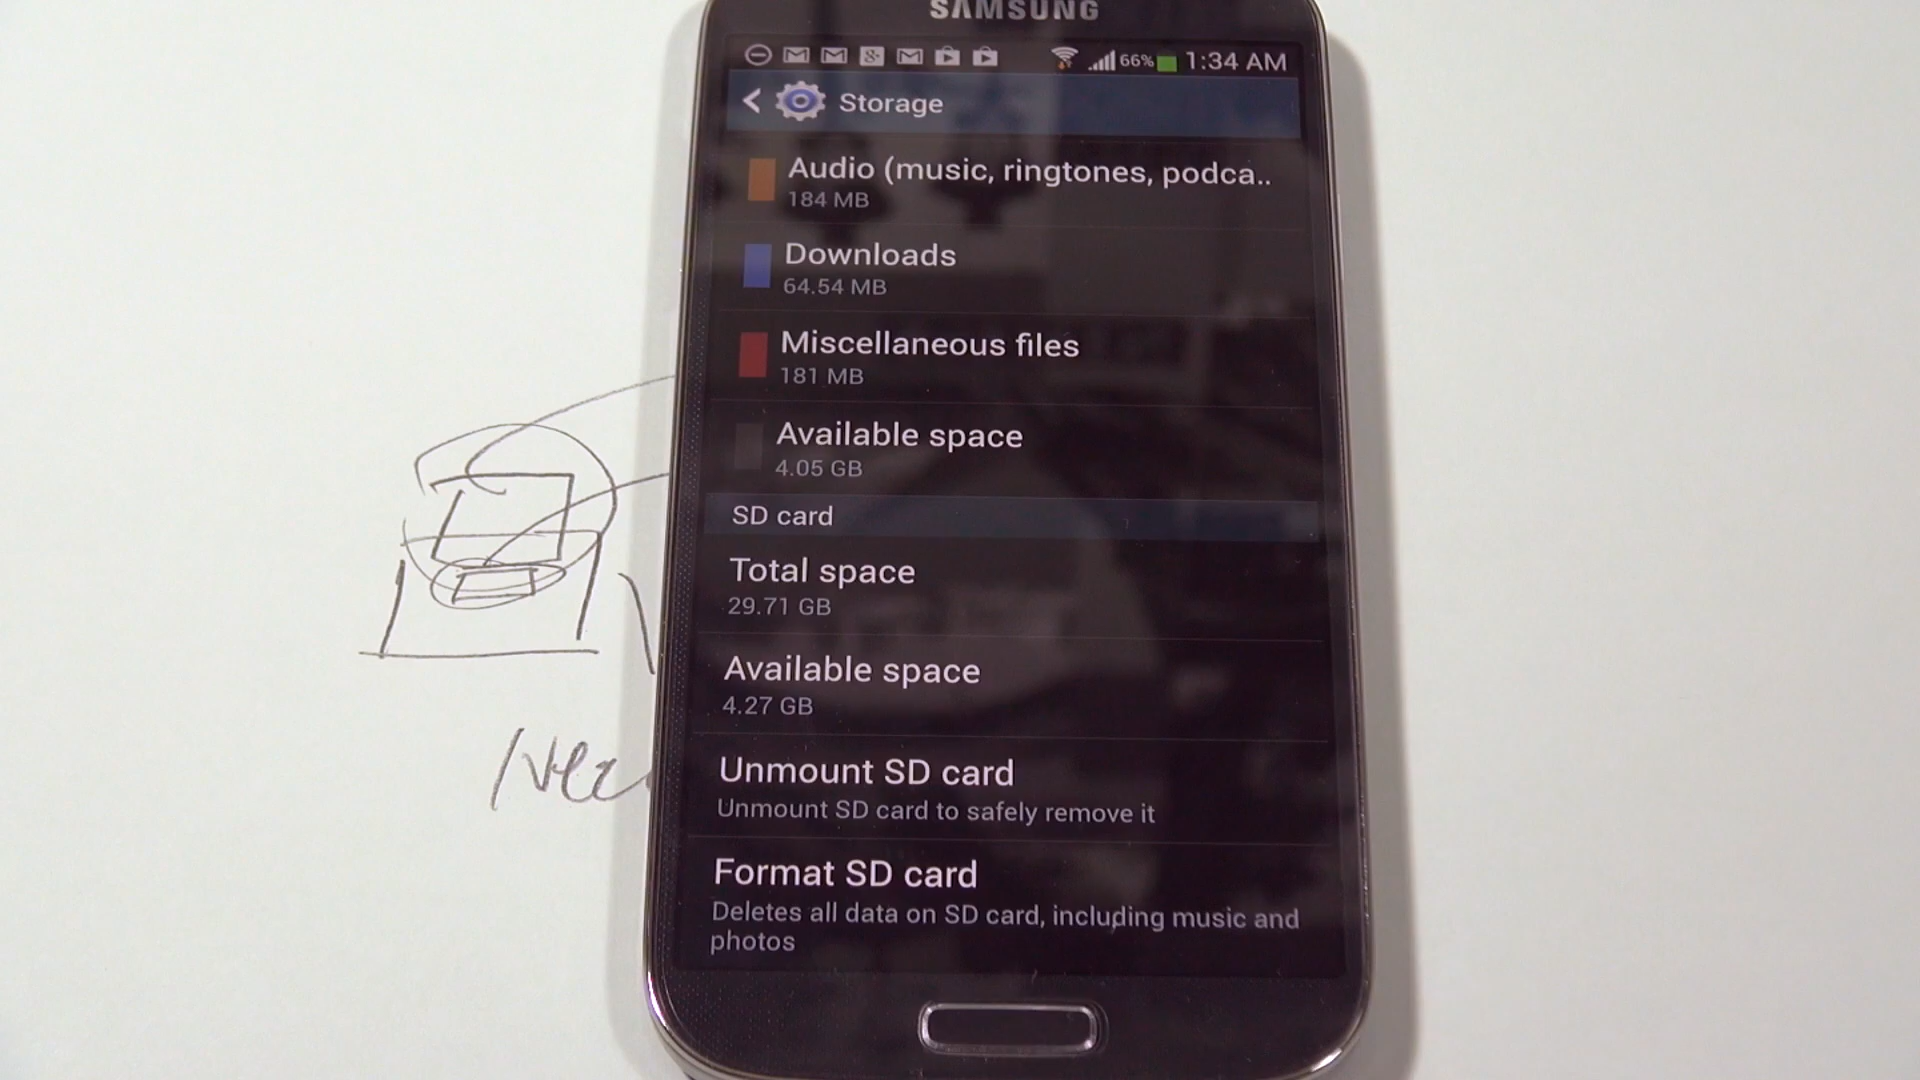 SAMSUNG
66% 1:34 AM
Storage
Audio (music, ringtones, podca..
184 MB
Downloads
64.54 MB
Miscellaneous files
181 MB
Available space
4.05 GB
SD card
Total space
29.71 GB
Available space
4.27 GB
Unmount SD card
Unmount SD card to safely remove it
Format SD card
Deletes all data on SD card, including music and
photos